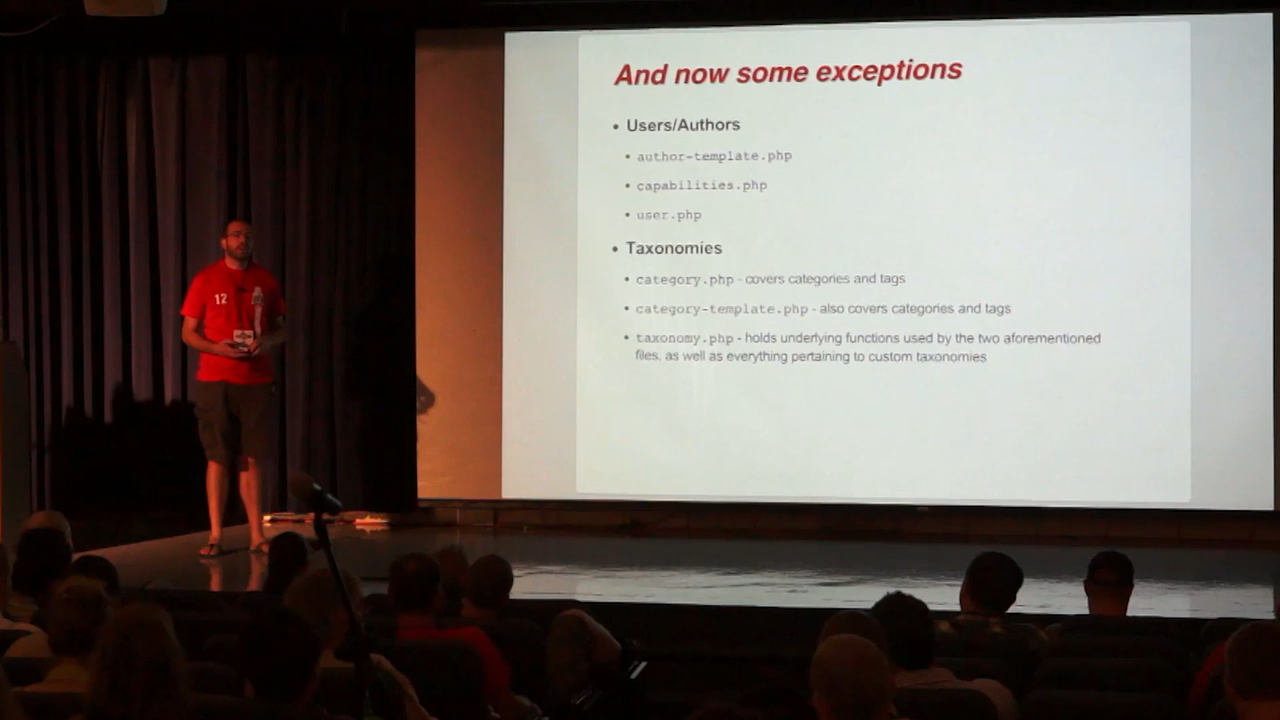 And now some exceptions
• Users/Authors
• author-template.php
• capabilities.php
• user.php
• Taxonomies
• category.php - covers categories and tags
• category-template.php - also covers categories and tags
• taxonomy.php - holds underlying functions used by the two aforementioned
files, as well as everything pertaining to custom taxonomies
12